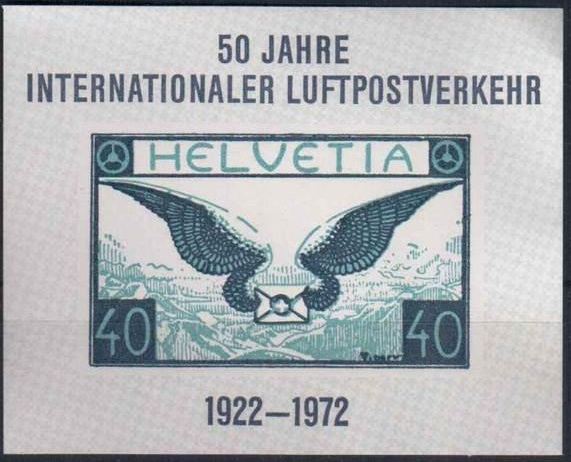 50 JAHRE
INTERNATIONALER LUFTPOSTVERKEHR
HELVETIA
40 40
1922–1972